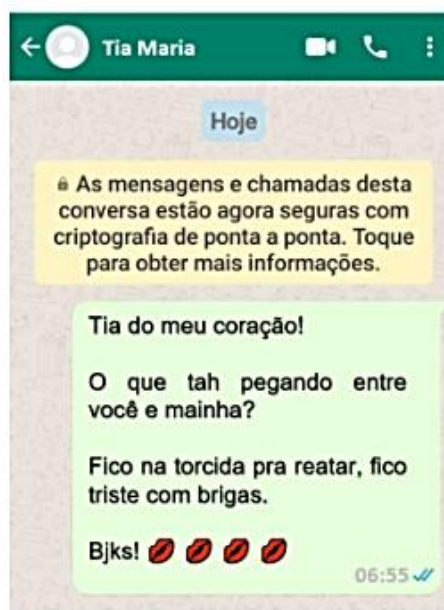 Tia Maria
Hoje
As mensagens e chamadas desta
conversa estão agora seguras com
criptografia de ponta a ponta. Toque
para obter mais informações.
Tia do meu coração!
O que tah pegando entre
você e mainha?
Fico na torcida pra reatar, fico
triste com brigas.
Bjks! 💋 💋 💋 💋
06:55